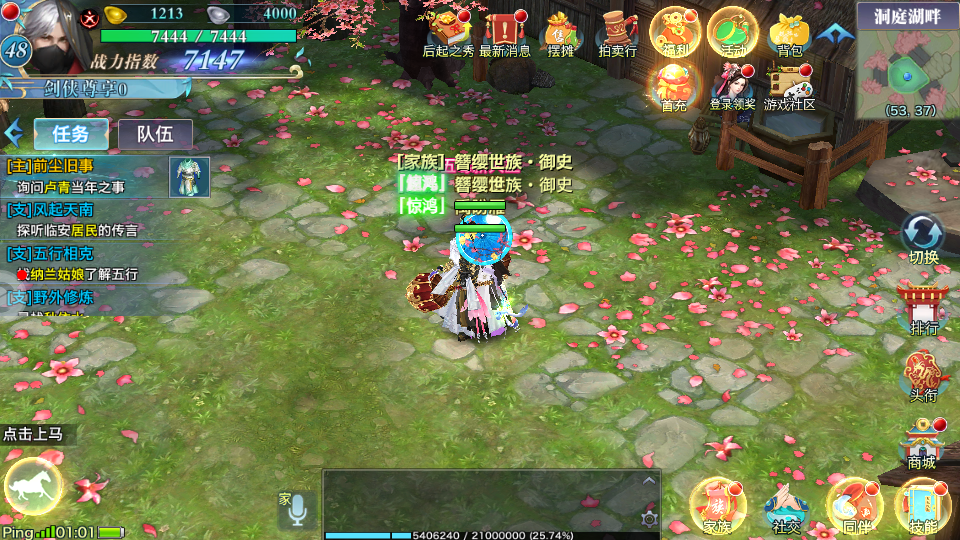 48
1213
4000
7444 / 7444
战力指数 7147
剑侠尊享0
任务
队伍
[主]前尘旧事
询问卢青当年之事
[支]风起天南
探听临安居民的传言
[支]五行相克
找纳兰姑娘了解五行
[支]野外修炼
后起之秀
最新消息
摆摊
拍卖行
福利
活动
背包
首充
登录领奖
游戏社区
洞庭湖畔
(53, 37)
[家族] 簪缨世族·御史
簪缨世族·御史
「惊鸿」
切换
排行
头衔
商城
点击上马
家
家族
社交
同伴
技能
Ping
01:01
5406240 / 21000000 (25.74%)